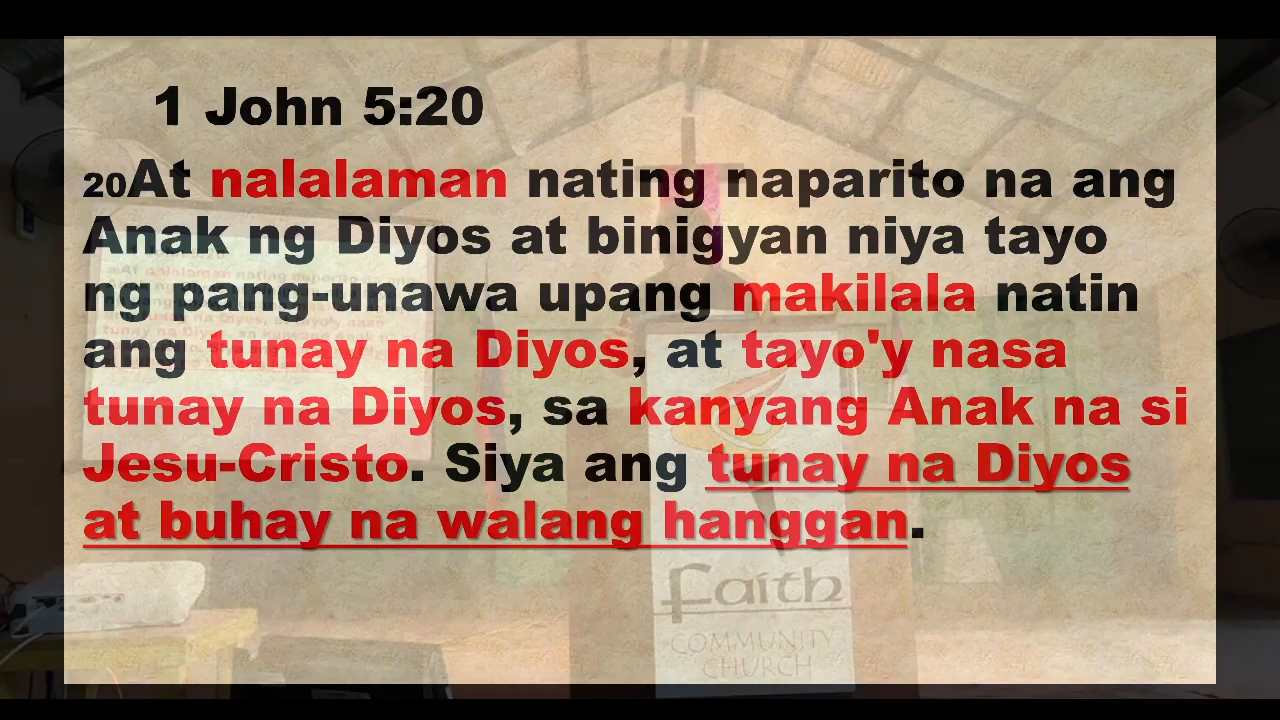 1 John 5:20
20At nalalaman nating naparito na ang
Anak ng Diyos at binigyan niya tayo
ng pang-unawa upang makilala natin
ang tunay na Diyos, at tayo'y nasa
tunay na Diyos, sa kanyang Anak na si
Jesu-Cristo. Siya ang tunay na Diyos
at buhay na walang hanggan.
Faith
COMMUNITY
CHURCH